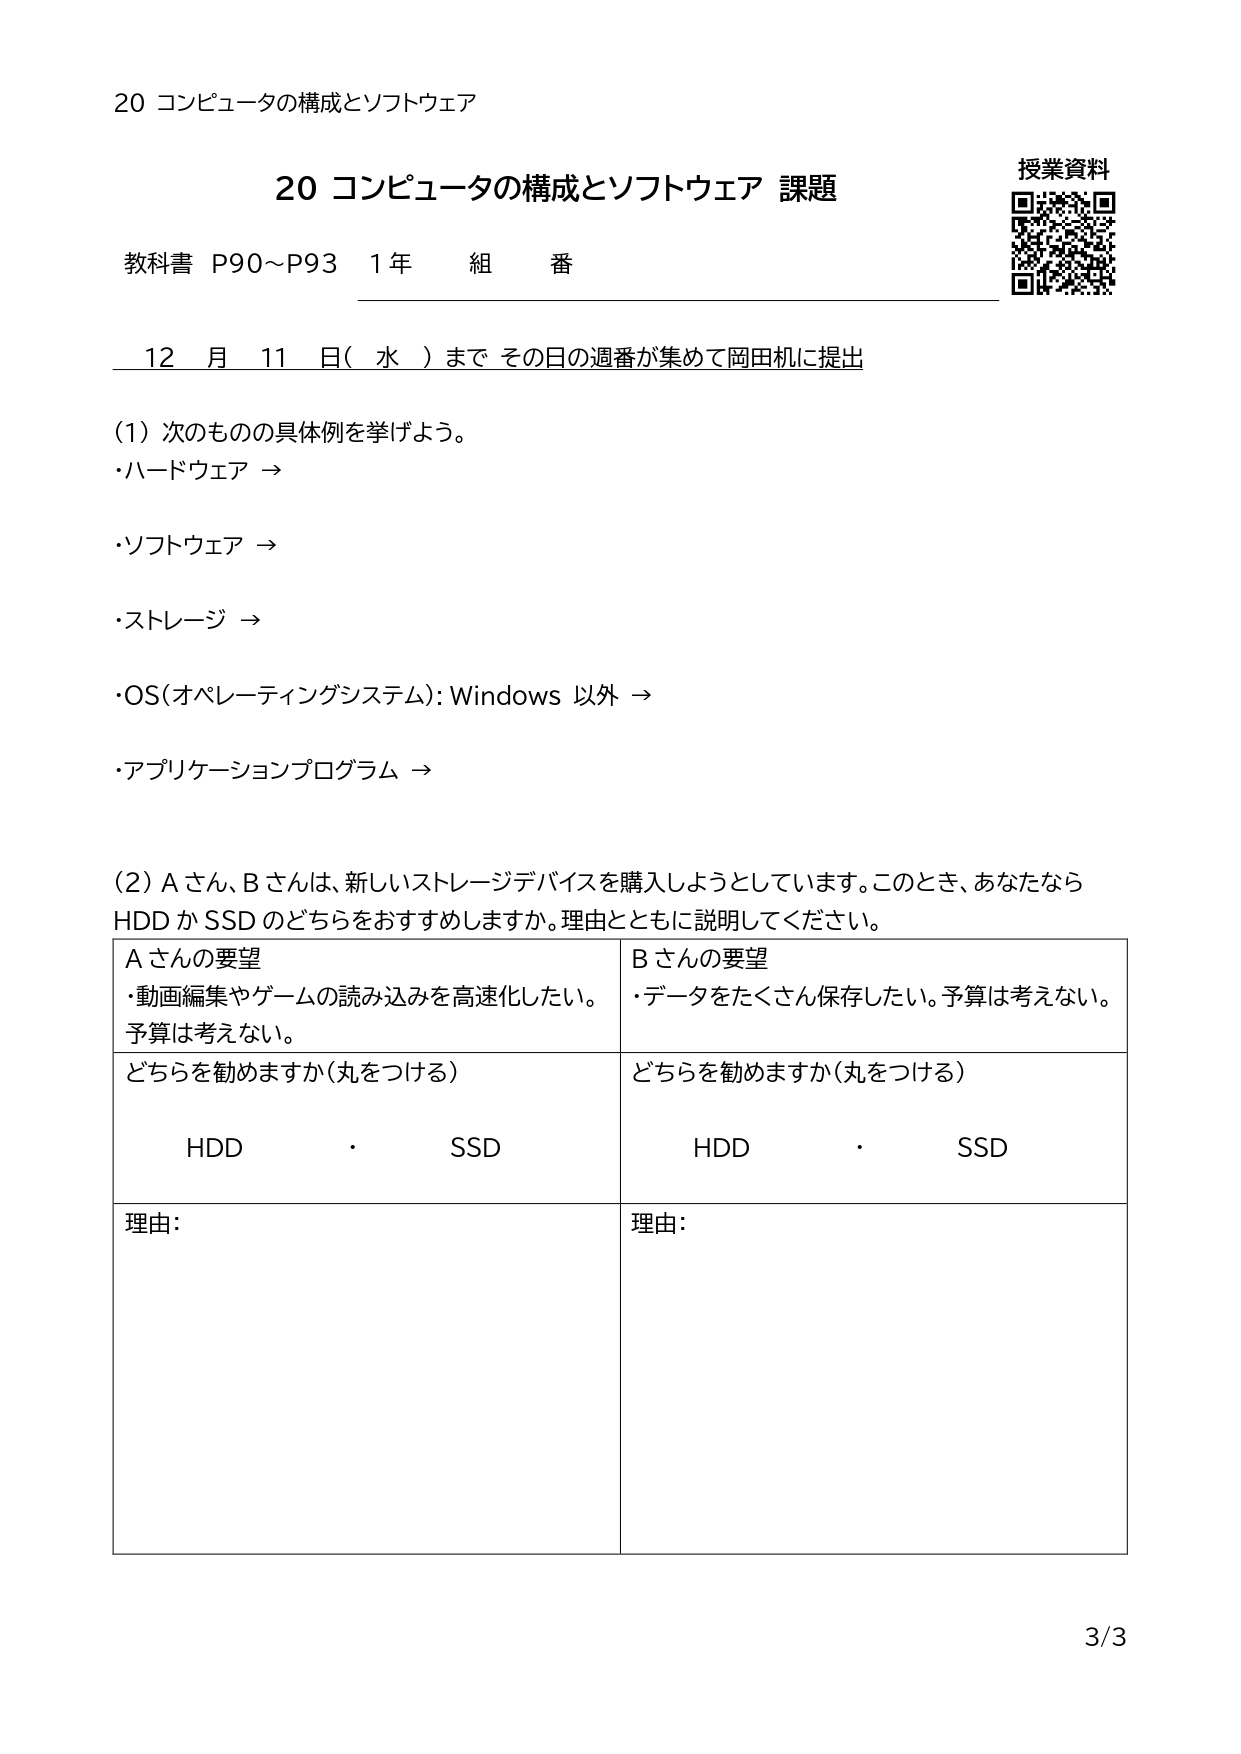 20 コンピュータの構成とソフトウェア
授業資料
20 コンピュータの構成とソフトウェア 課題
教科書 P90～P93 1年 組 番
12 月 11 日( 水 ) まで その日の週番が集めて岡田机に提出
(1) 次のものの具体例を挙げよう。
・ハードウェア →
・ソフトウェア →
・ストレージ →
・OS(オペレーティングシステム)：Windows 以外 →
・アプリケーションプログラム →
(2) Aさん、Bさんは、新しいストレージデバイスを購入しようとしています。このとき、あなたなら
HDDかSSDのどちらをおすすめしますか。理由とともに説明してください。
Aさんの要望
・動画編集やゲームの読み込みを高速化したい。
予算は考えない。
Bさんの要望
・データをたくさん保存したい。予算は考えない。
どちらを勧めますか(丸をつける)
HDD ・ SSD
どちらを勧めますか(丸をつける)
HDD ・ SSD
理由：
理由：
3/3